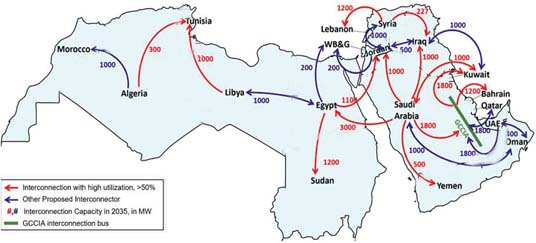 1200
Tunisia
Lebanon
Syria
227
Morocco
WB&G
1000
Jordan
500
Iraq
1000
1000
300
1000
200
200
Kuwait
1000
1000
1000
1800
1200
Bahrain
Algeria
Libya
1000
Egypt
1100
Saudi
Arabia
Qatar
GCCIA
UAE
3000
1800
1800
1800
Oman
1200
1000
500
Sudan
Yemen
Interconnection with high utilization, >50%
Other Proposed Interconnector
#,# Interconnection Capacity in 2035, in MW
GCCIA interconnection bus